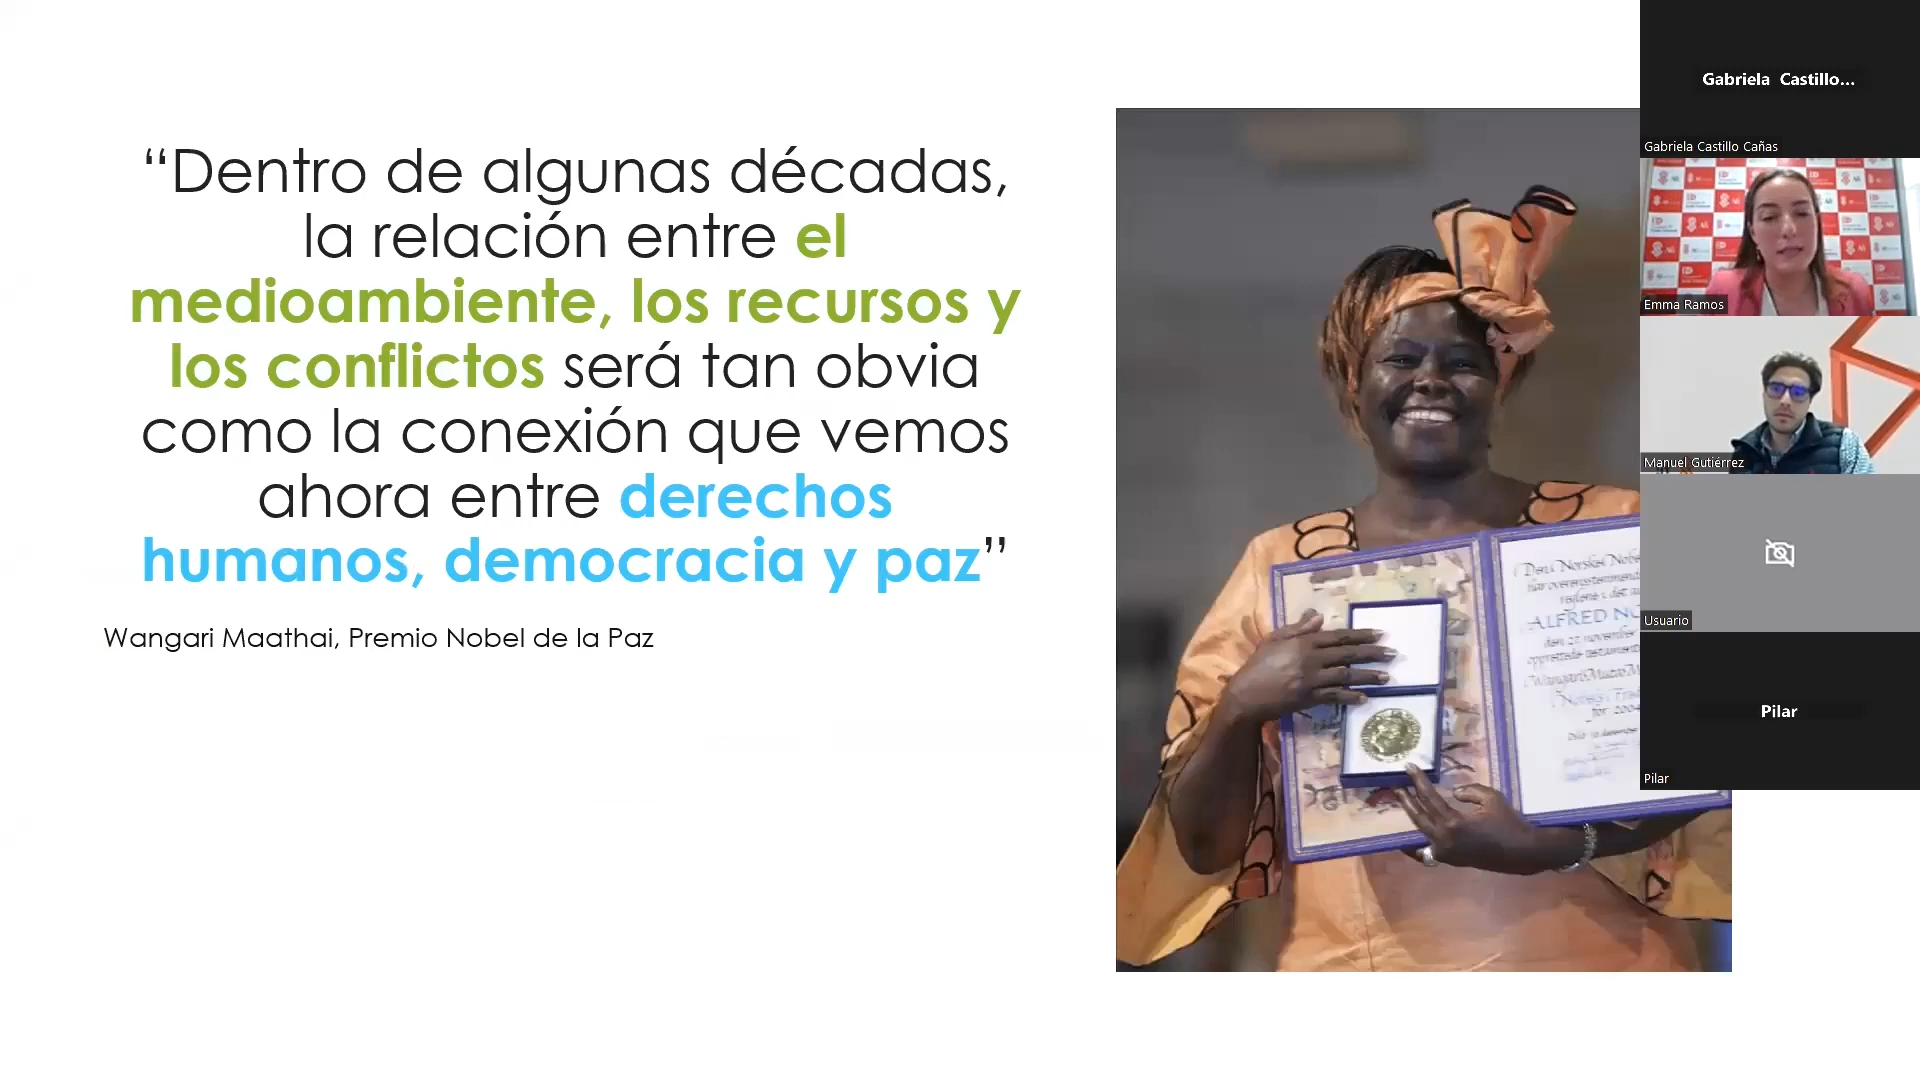 “Dentro de algunas décadas,
la relación entre el
medioambiente, los recursos y
los conflictos será tan obvia
como la conexión que vemos
ahora entre derechos
humanos, democracia y paz”
Wangari Maathai, Premio Nobel de la Paz
ALFRED
Gabriela Castillo...
Gabriela Castillo Cañas
Emma Ramos
Manuel Gutiérrez
Usuario
Pilar
Pilar